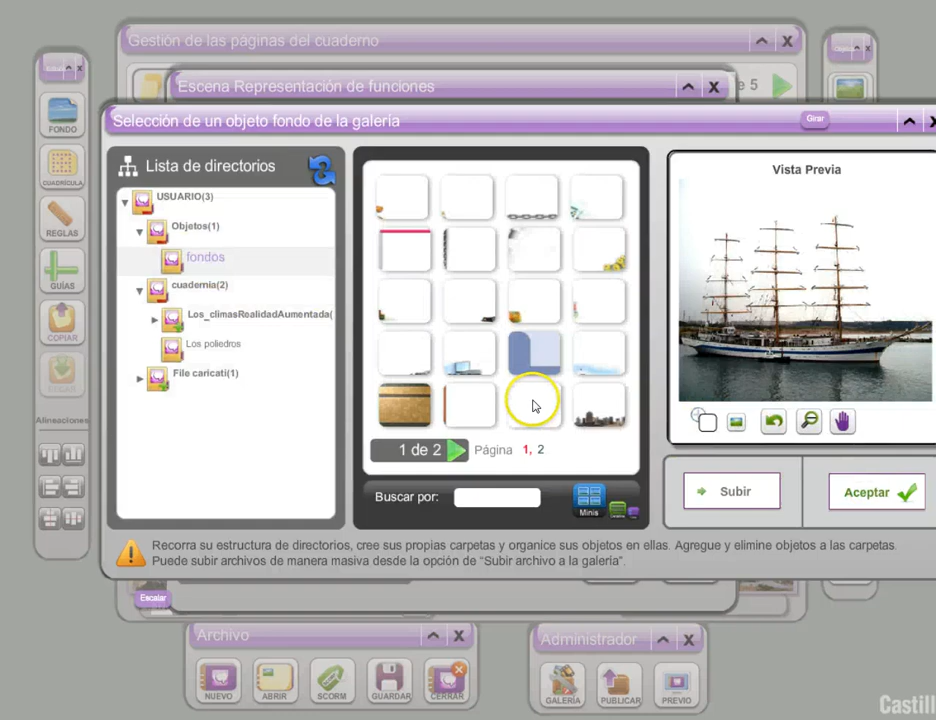 Gestión de las páginas del cuaderno
Escena Representación de funciones
e 5
Selección de un objeto fondo de la galería
Girar
FONDO
CUADRÍCULA
REGLAS
GUÍAS
COPIAR
Alineaciones
Lista de directorios
USUARIO(3)
Objetos(1)
fondos
cuadernia(2)
Los_climasRealidadAumentada(
Los poliedros
File caricati(1)
1 de 2
Página 1, 2
Buscar por:
Minis
Vista Previa
Subir
Aceptar
Recorra su estructura de directorios, cree sus propias carpetas y organice sus objetos en ellas. Agregue y elimine objetos a las carpetas.
Puede subir archivos de manera masiva desde la opción de "Subir archivo a la galería".
Escalar
Archivo
NUEVO
ABRIR
SCORM
GUARDAR
CERRAR
Administrador
GALERÍA
PUBLICAR
PREVIO
Castill